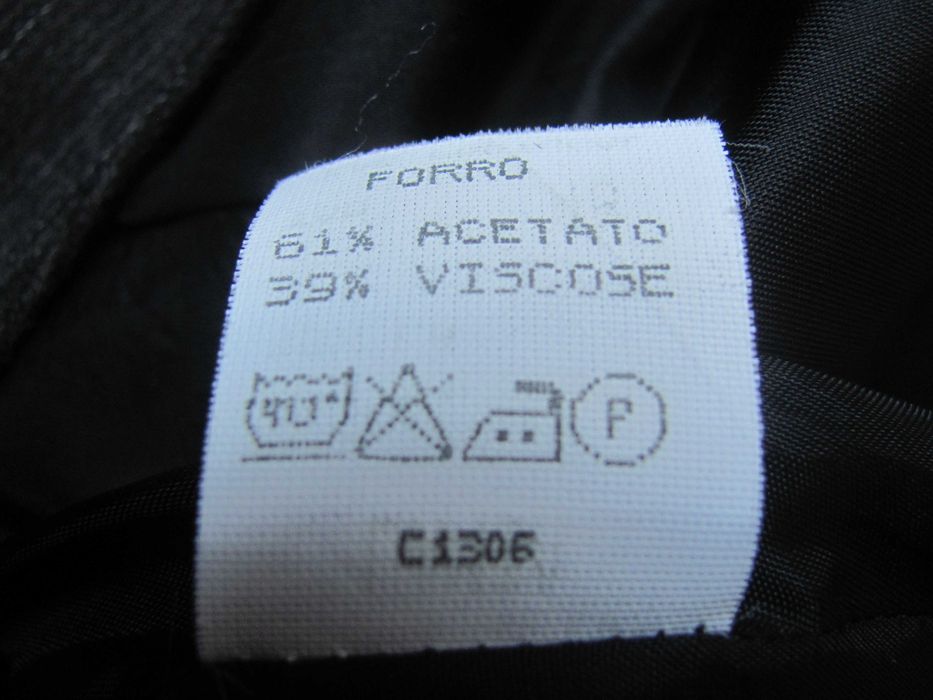 FORRO
61% ACETATO
39% VISCOSE
40° P
C1306